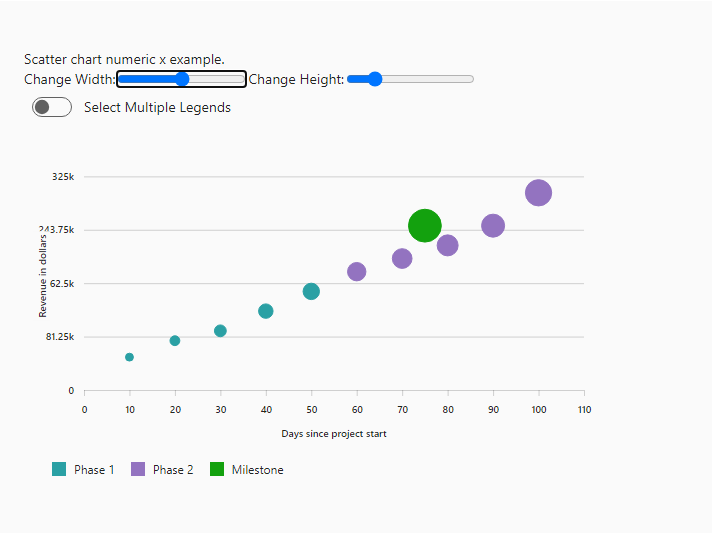 Scatter chart numeric x example.
Change Width: Change Height:
Select Multiple Legends
325k
243.75k
62.5k
81.25k
0
Revenue in dollars
0 10 20 30 40 50 60 70 80 90 100 110
Days since project start
Phase 1 Phase 2 Milestone